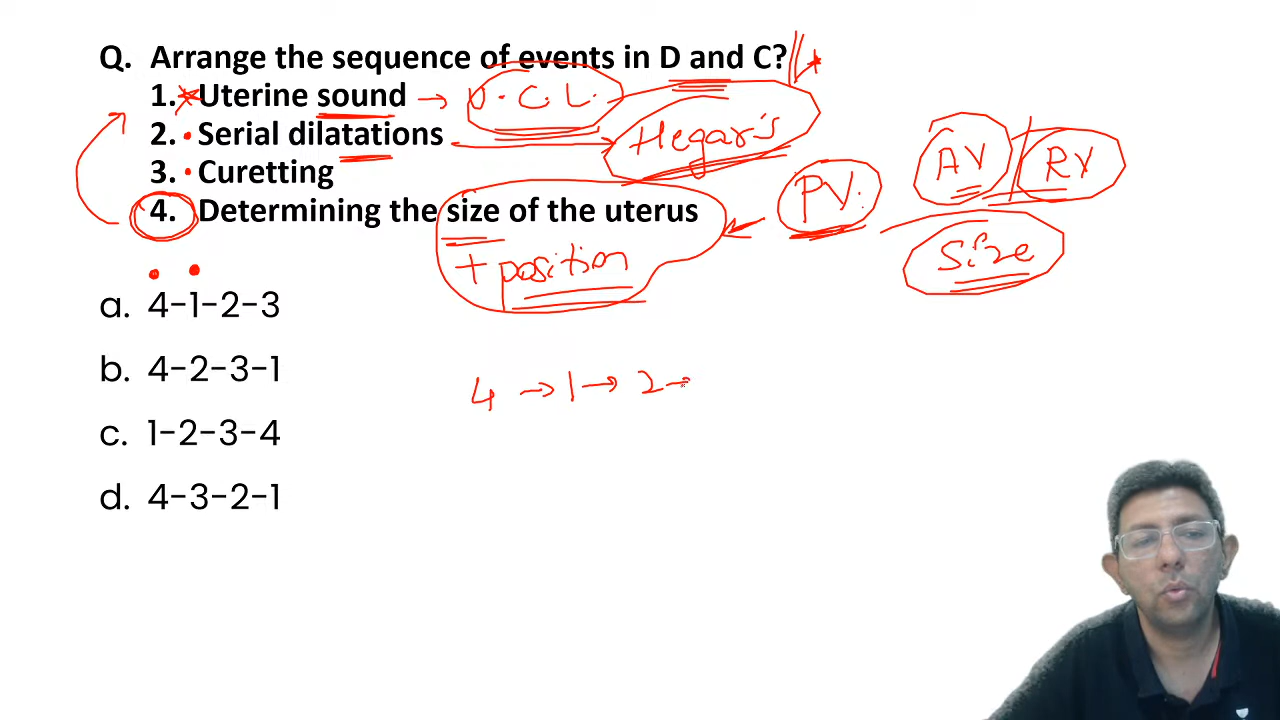 Q. Arrange the sequence of events in D and C?
1. Uterine sound → U.C.L.
2. Serial dilatations → Hegar's
3. Curetting
4. Determining the size of the uterus
+ position
PV.
AV / RV
Size
a. 4-1-2-3
b. 4-2-3-1
c. 1-2-3-4
d. 4-3-2-1
4 → 1 → 2 →